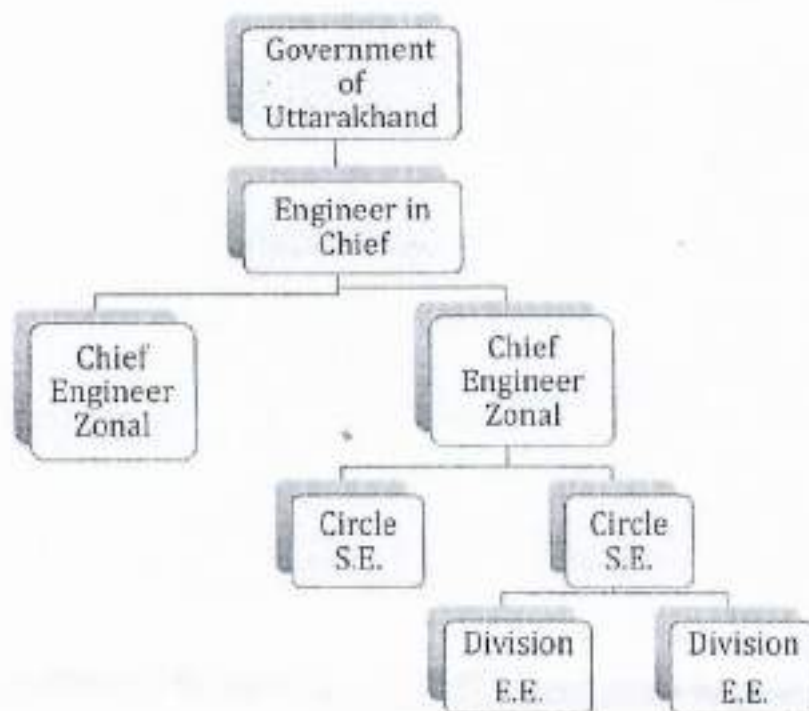 Government
of
Uttarakhand
Engineer in
Chief
Chief
Engineer
Zonal
Chief
Engineer
Zonal
Circle
S.E.
Circle
S.E.
Division
E.E.
Division
E.E.